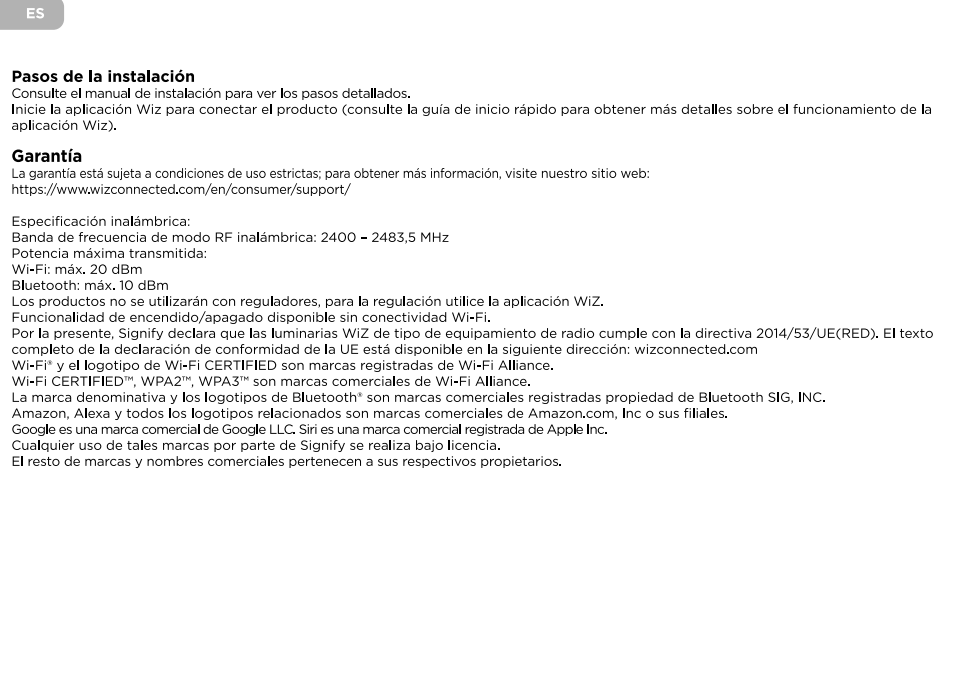 ES
Pasos de la instalación
Consulte el manual de instalación para ver los pasos detallados.
Inicie la aplicación Wiz para conectar el producto (consulte la guía de inicio rápido para obtener más detalles sobre el funcionamiento de la
aplicación Wiz).
Garantía
La garantía está sujeta a condiciones de uso estrictas; para obtener más información, visite nuestro sitio web:
https://www.wizconnected.com/en/consumer/support/
Especificación inalámbrica:
Banda de frecuencia de modo RF inalámbrica: 2400 – 2483,5 MHz
Potencia máxima transmitida:
Wi-Fi: máx. 20 dBm
Bluetooth: máx. 10 dBm
Los productos no se utilizarán con reguladores, para la regulación utilice la aplicación WiZ.
Funcionalidad de encendido/apagado disponible sin conectividad Wi-Fi.
Por la presente, Signify declara que las luminarias WiZ de tipo de equipamiento de radio cumple con la directiva 2014/53/UE(RED). El texto
completo de la declaración de conformidad de la UE está disponible en la siguiente dirección: wizconnected.com
Wi-Fi® y el logotipo de Wi-Fi CERTIFIED son marcas registradas de Wi-Fi Alliance.
Wi-Fi CERTIFIED™, WPA2™, WPA3™ son marcas comerciales de Wi-Fi Alliance.
La marca denominativa y los logotipos de Bluetooth® son marcas comerciales registradas propiedad de Bluetooth SIG, INC.
Amazon, Alexa y todos los logotipos relacionados son marcas comerciales de Amazon.com, Inc o sus filiales.
Google es una marca comercial de Google LLC. Siri es una marca comercial registrada de Apple Inc.
Cualquier uso de tales marcas por parte de Signify se realiza bajo licencia.
El resto de marcas y nombres comerciales pertenecen a sus respectivos propietarios.